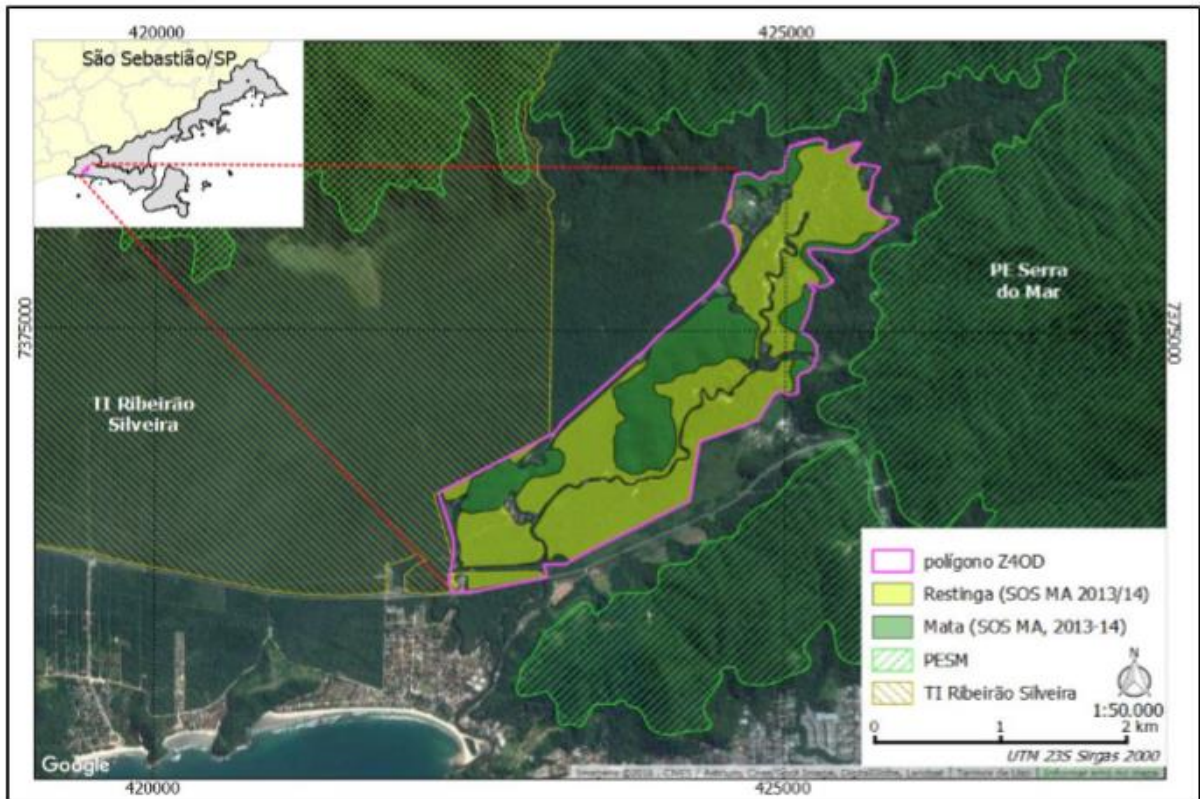 420000
425000
São Sebastião/SP
PE Serra
do Mar
7375000
7375000
TI Ribeirão
Silveira
polígono Z4OD
Restinga (SOS MA 2013/14)
Mata (SOS MA, 2013-14)
PESM
TI Ribeirão Silveira
N
1:50.000
0 1 2 km
UTM 23S Sirgas 2000
Google
420000
425000